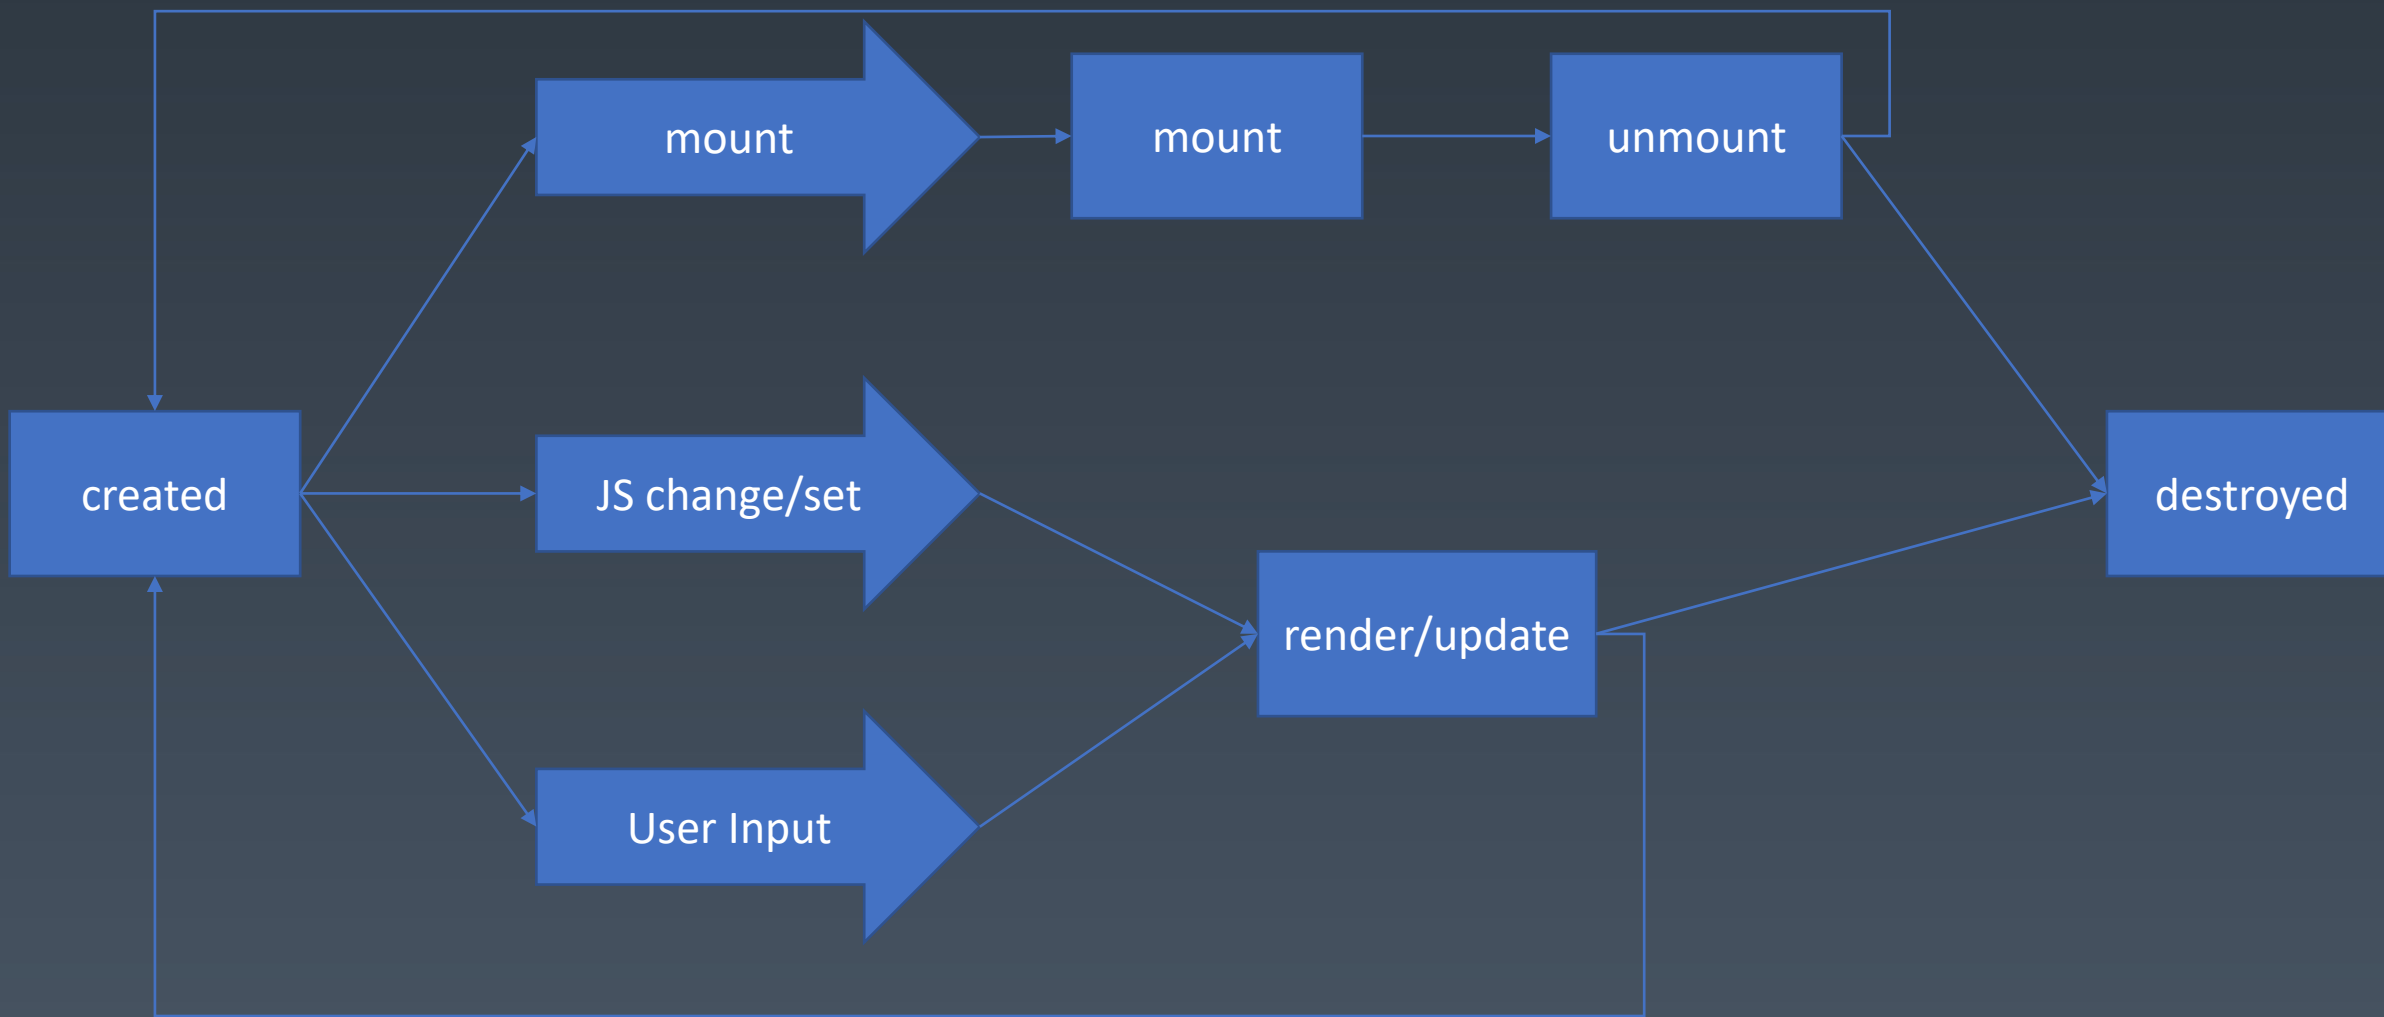 mount
mount
unmount
created
JS change/set
destroyed
render/update
User Input